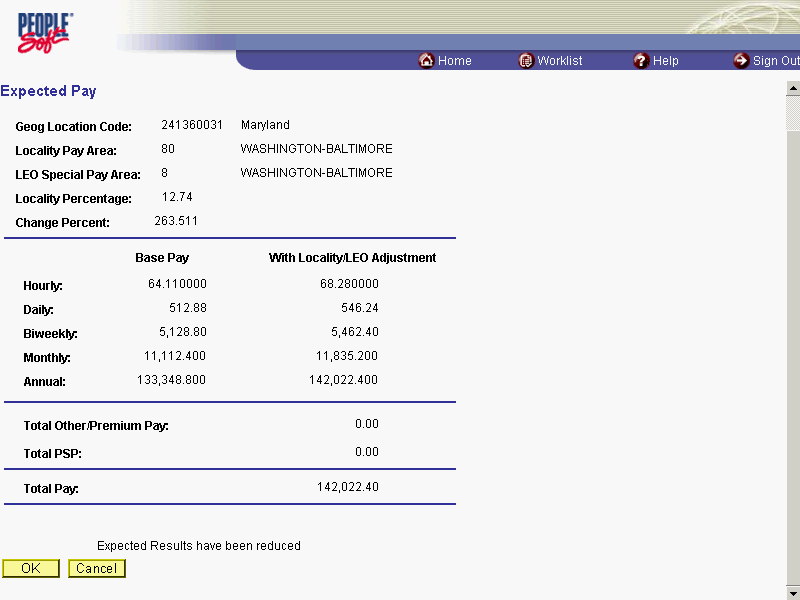 PEOPLE
Soft
Home Worklist Help Sign Out
Expected Pay
Geog Location Code: 241360031 Maryland
Locality Pay Area: 80 WASHINGTON-BALTIMORE
LEO Special Pay Area: 8 WASHINGTON-BALTIMORE
Locality Percentage: 12.74
Change Percent: 263.511
Base Pay With Locality/LEO Adjustment
Hourly: 64.110000 68.280000
Daily: 512.88 546.24
Biweekly: 5,128.80 5,462.40
Monthly: 11,112.400 11,835.200
Annual: 133,348.800 142,022.400
Total Other/Premium Pay: 0.00
Total PSP: 0.00
Total Pay: 142,022.40
Expected Results have been reduced
OK Cancel